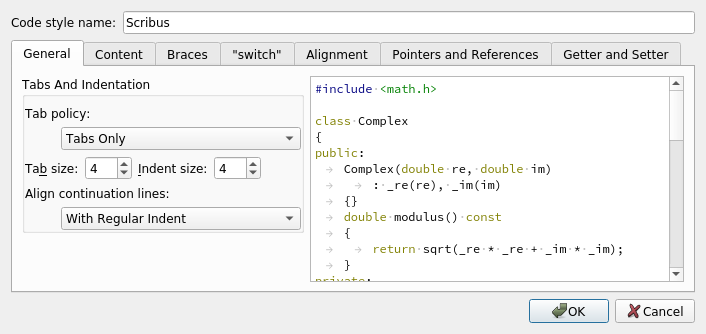 Code style name: Scribus
General Content Braces "switch" Alignment Pointers and References Getter and Setter
Tabs And Indentation
Tab policy:
Tabs Only
Tab size: 4 Indent size: 4
Align continuation lines:
With Regular Indent
#include <math.h>
class Complex
{
public:
Complex(double re, double im)
: _re(re), _im(im)
{}
double modulus() const
{
return sqrt(_re * _re + _im * _im);
}
private:
OK Cancel